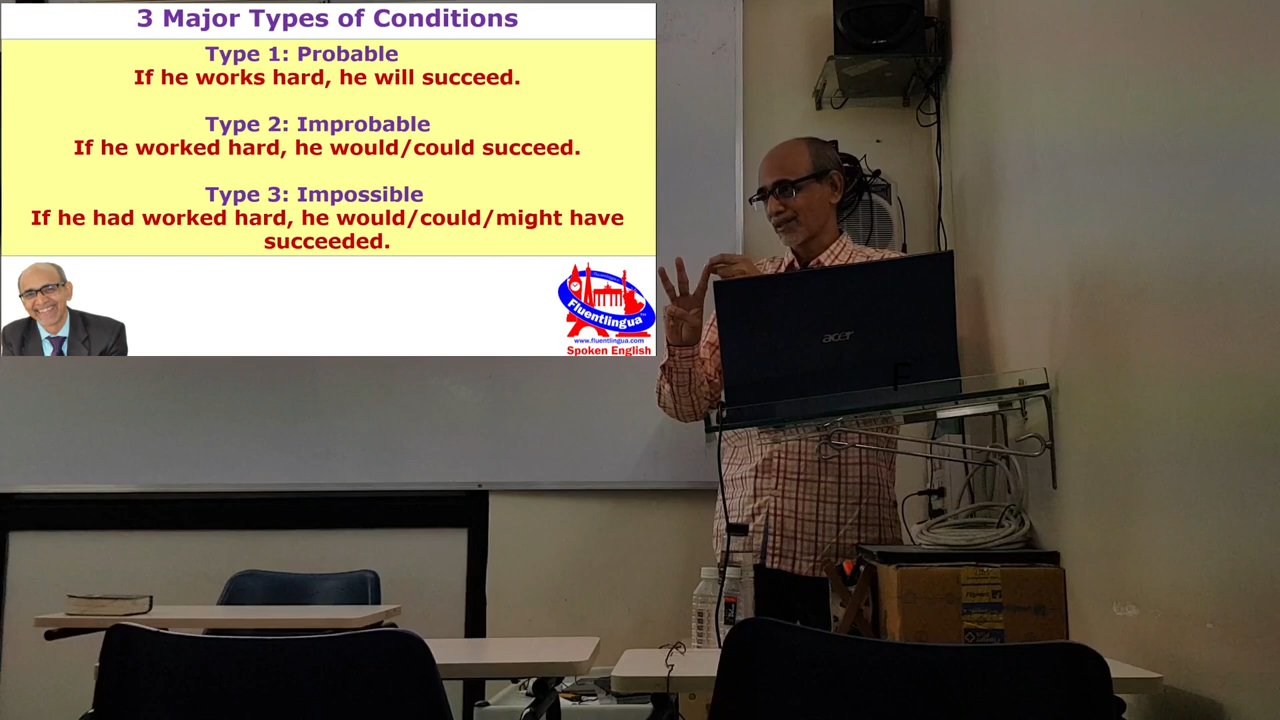 3 Major Types of Conditions
Type 1: Probable
If he works hard, he will succeed.
Type 2: Improbable
If he worked hard, he would/could succeed.
Type 3: Impossible
If he had worked hard, he would/could/might have
succeeded.
Fluentlingua™
www.fluentlingua.com
Spoken English
acer
F